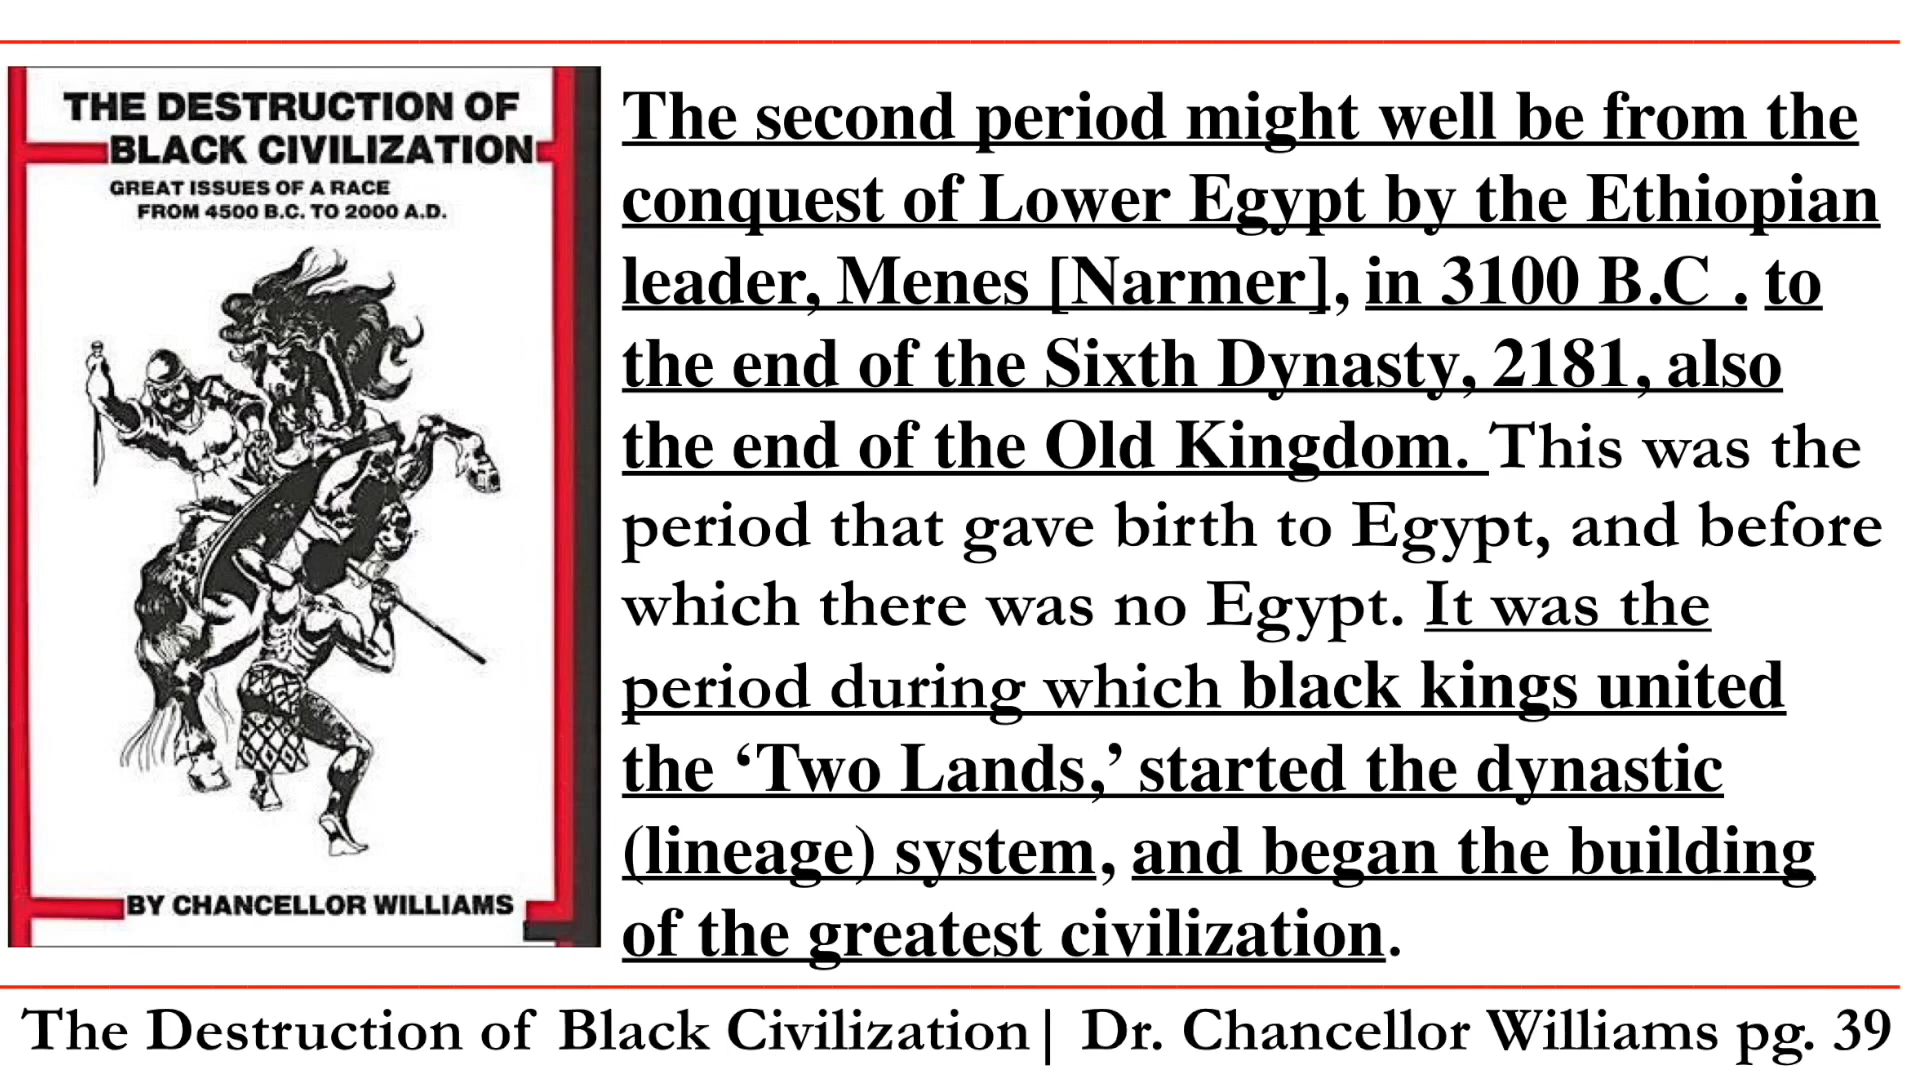 THE DESTRUCTION OF
BLACK CIVILIZATION
GREAT ISSUES OF A RACE
FROM 4500 B.C. TO 2000 A.D.
BY CHANCELLOR WILLIAMS
The second period might well be from the
conquest of Lower Egypt by the Ethiopian
leader, Menes [Narmer], in 3100 B.C . to
the end of the Sixth Dynasty, 2181, also
the end of the Old Kingdom. This was the
period that gave birth to Egypt, and before
which there was no Egypt. It was the
period during which black kings united
the ‘Two Lands,’ started the dynastic
(lineage) system, and began the building
of the greatest civilization.
The Destruction of Black Civilization| Dr. Chancellor Williams pg. 39